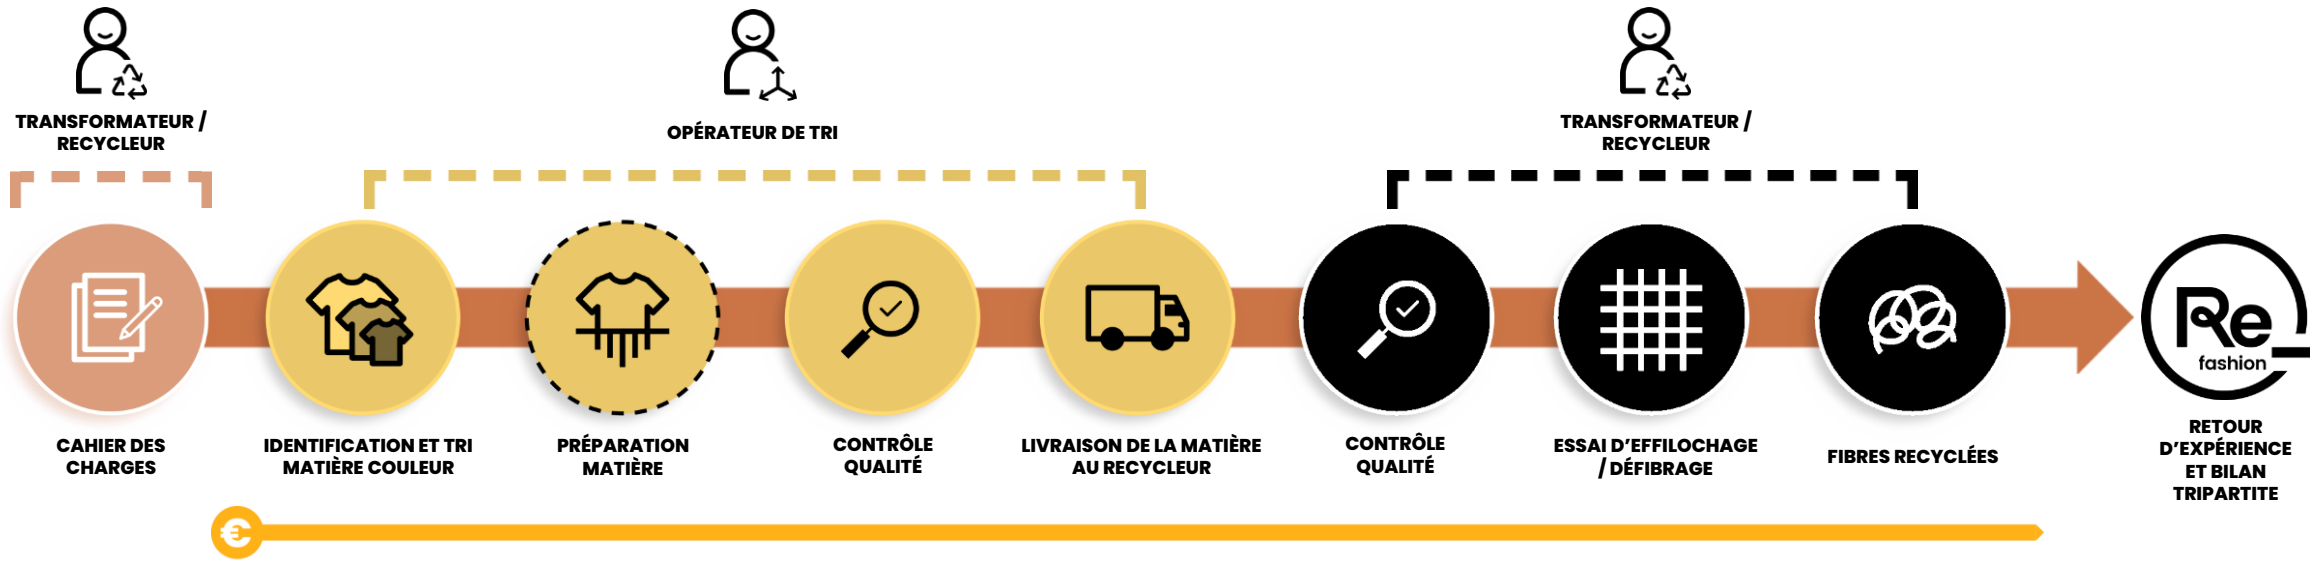 TRANSFORMATEUR /
RECYCLEUR
OPÉRATEUR DE TRI
TRANSFORMATEUR /
RECYCLEUR
CAHIER DES
CHARGES
IDENTIFICATION ET TRI
MATIÈRE COULEUR
PRÉPARATION
MATIÈRE
CONTRÔLE
QUALITÉ
LIVRAISON DE LA MATIÈRE
AU RECYCLEUR
CONTRÔLE
QUALITÉ
ESSAI D’EFFILOCHAGE
/ DÉFIBRAGE
FIBRES RECYCLÉES
Re
fashion
RETOUR
D’EXPÉRIENCE
ET BILAN
TRIPARTITE
€